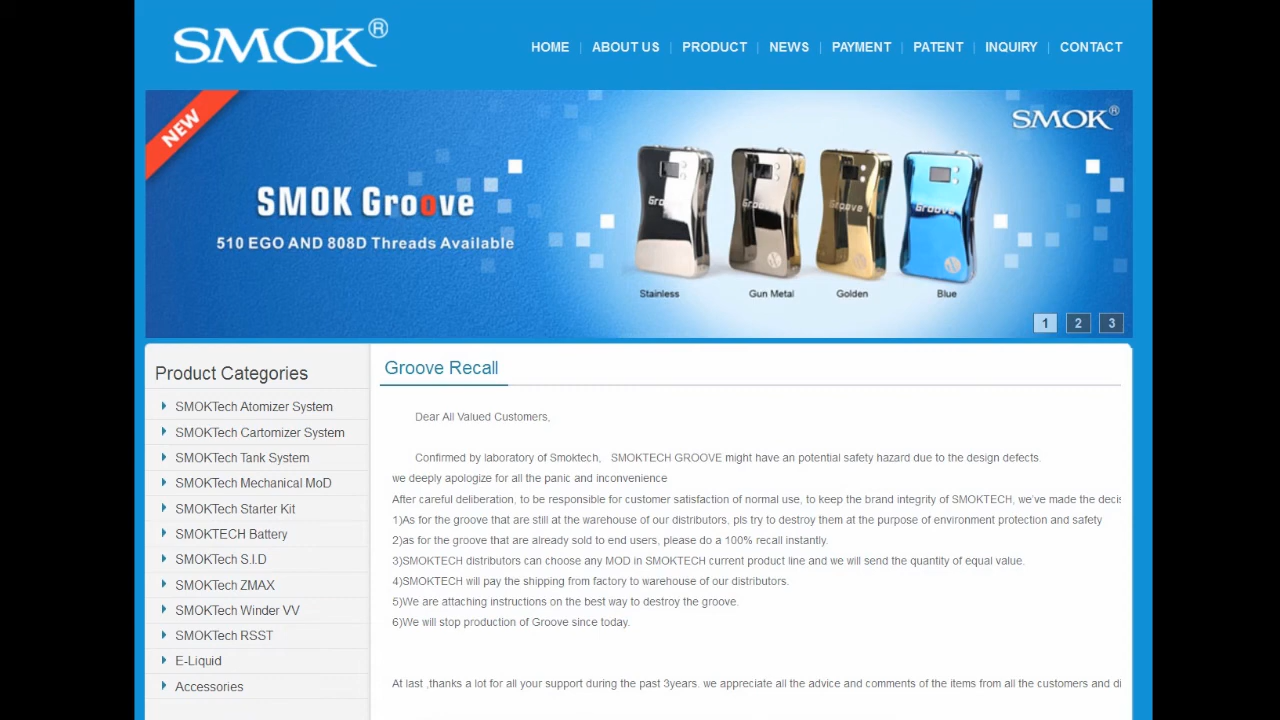 SMOK®
HOME | ABOUT US | PRODUCT | NEWS | PAYMENT | PATENT | INQUIRY | CONTACT
NEW
SMOK®
SMOK Groove
510 EGO AND 808D Threads Available
Groove
Groove
Groove
Groove
Stainless
Gun Metal
Golden
Blue
1 2 3
Product Categories
SMOKTech Atomizer System
SMOKTech Cartomizer System
SMOKTech Tank System
SMOKTech Mechanical MoD
SMOKTech Starter Kit
SMOKTECH Battery
SMOKTech S.I.D
SMOKTech ZMAX
SMOKTech Winder VV
SMOKTech RSST
E-Liquid
Accessories
Groove Recall
Dear All Valued Customers,
Confirmed by laboratory of Smoktech, SMOKTECH GROOVE might have an potential safety hazard due to the design defects.
we deeply apologize for all the panic and inconvenience
After careful deliberation, to be responsible for customer satisfaction of normal use, to keep the brand integrity of SMOKTECH, we've made the decis
1)As for the groove that are still at the warehouse of our distributors, pls try to destroy them at the purpose of environment protection and safety
2)as for the groove that are already sold to end users, please do a 100% recall instantly.
3)SMOKTECH distributors can choose any MOD in SMOKTECH current product line and we will send the quantity of equal value.
4)SMOKTECH will pay the shipping from factory to warehouse of our distributors.
5)We are attaching instructions on the best way to destroy the groove.
6)We will stop production of Groove since today.
At last ,thanks a lot for all your support during the past 3years. we appreciate all the advice and comments of the items from all the customers and di